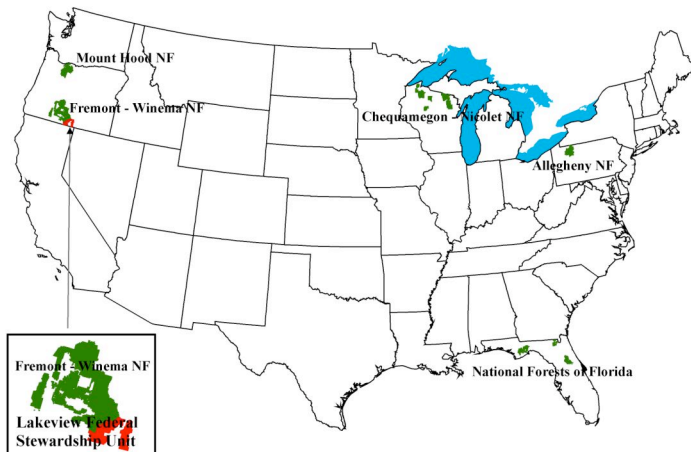 Mount Hood NF
Fremont - Winema NF
Chequamegon - Nicolet NF
Allegheny NF
National Forests of Florida
Fremont - Winema NF
Lakeview Federal
Stewardship Unit